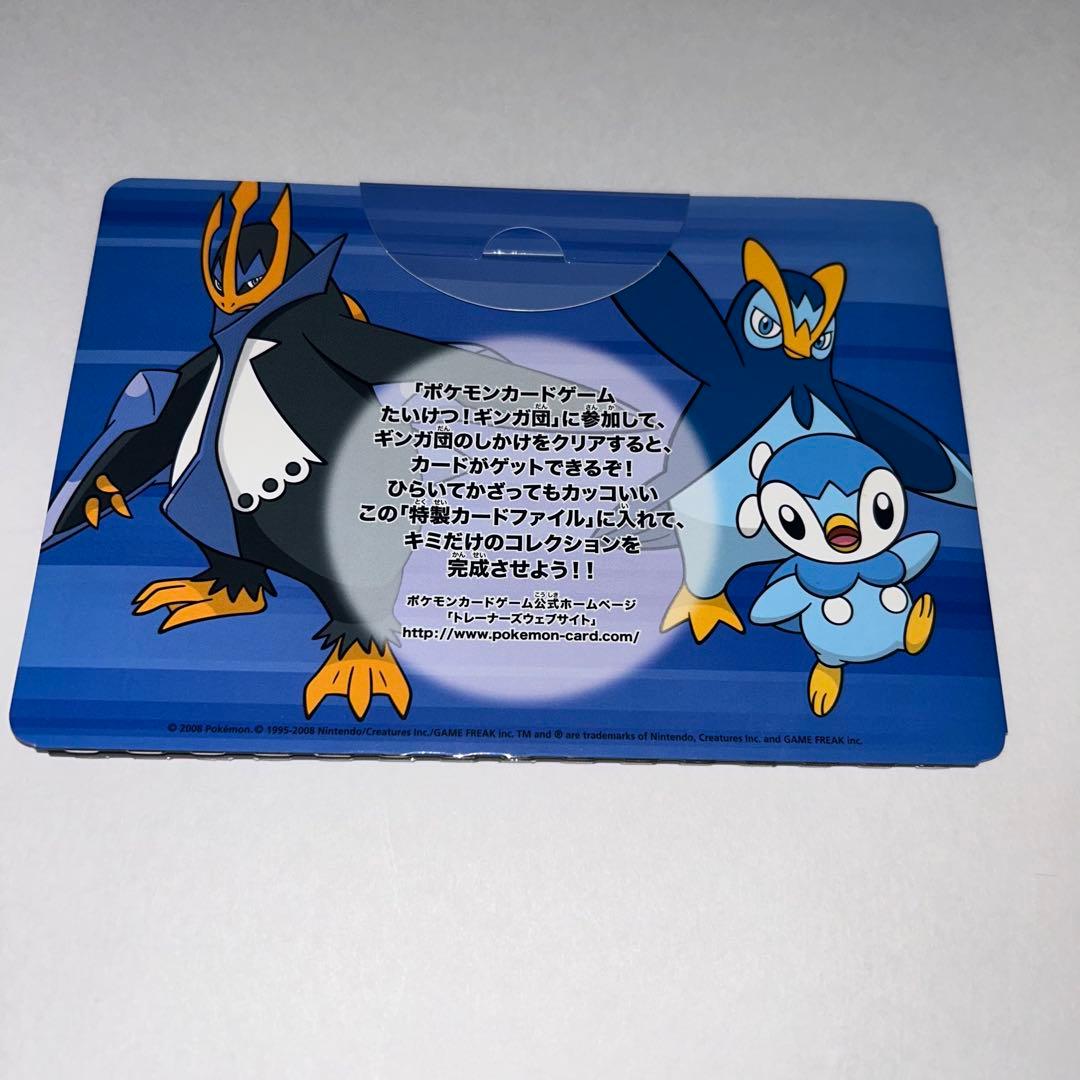 「ポケモンカードゲーム
たいけつ！ギンガ団」に参加して、
ギンガ団のしかけをクリアすると、
カードがゲットできるぞ！
ひらいてかざってもカッコいい
この「特製カードファイル」に入れて、
キミだけのコレクションを
完成させよう！！
ポケモンカードゲーム公式ホームページ
「トレーナーズウェブサイト」
http://www.pokemon-card.com/
© 2008 Pokémon. © 1995-2008 Nintendo/Creatures Inc./GAME FREAK inc. TM and ® are trademarks of Nintendo, Creatures Inc. and GAME FREAK inc.